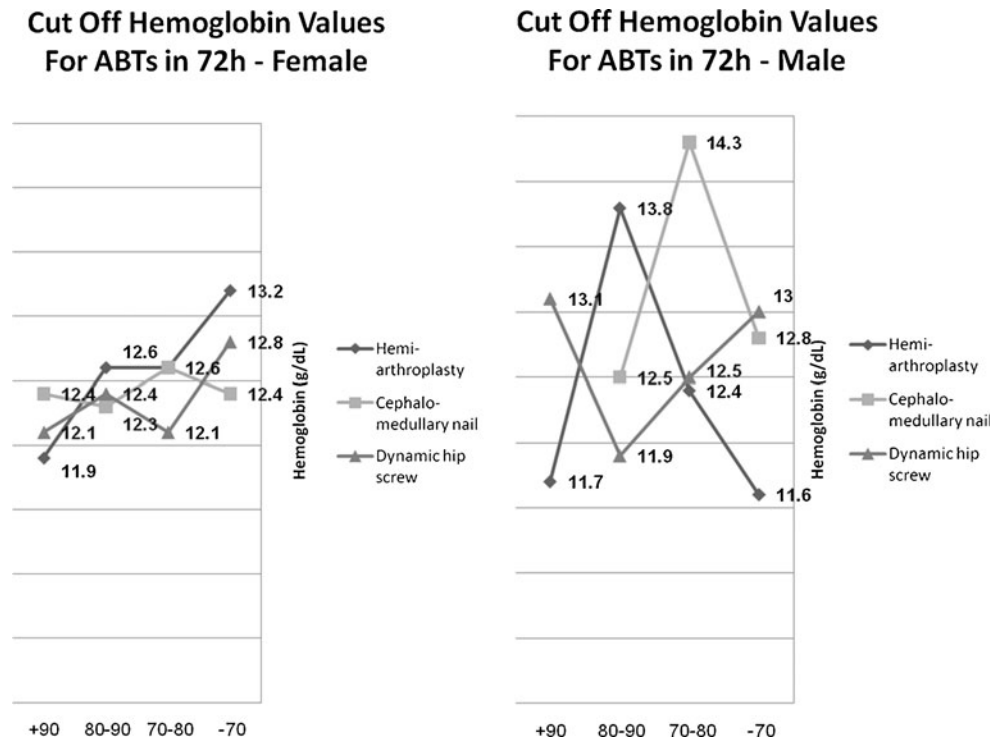 Cut Off Hemoglobin Values
For ABTs in 72h - Female
13.2
12.6
12.8
12.6
12.4
12.4
12.4
12.3
12.1
12.1
11.9
Hemoglobin (g/dL)
Hemi-
arthroplasty
Cephalo-
medullary nail
Dynamic hip
screw
+90
80-90
70-80
-70
Cut Off Hemoglobin Values
For ABTs in 72h - Male
14.3
13.8
13.1
13
12.8
12.5
12.5
12.4
11.9
11.7
11.6
Hemoglobin (g/dL)
Hemi-
arthroplasty
Cephalo-
medullary nail
Dynamic hip
screw
+90
80-90
70-80
-70